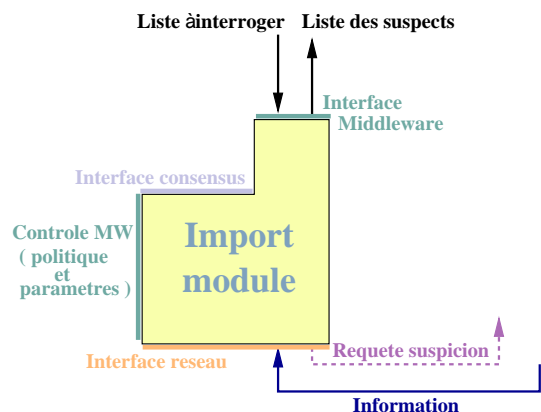 Liste àinterroger
Liste des suspects
Interface
Middleware
Interface consensus
Controle MW
( politique
et
parametres )
Import
module
Interface reseau
Requete suspicion
Information